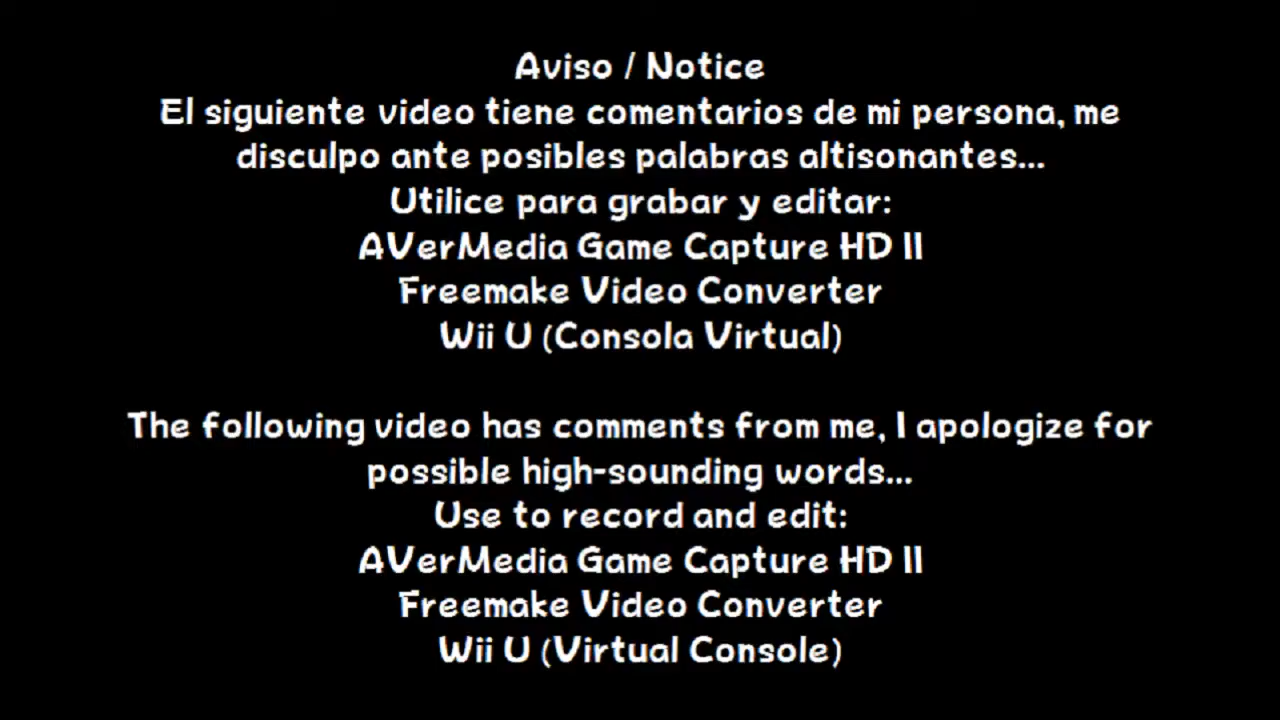 Aviso / Notice
El siguiente video tiene comentarios de mi persona, me
disculpo ante posibles palabras altisonantes...
Utilice para grabar y editar:
AVerMedia Game Capture HD II
Freemake Video Converter
Wii U (Consola Virtual)
The following video has comments from me, I apologize for
possible high-sounding words...
Use to record and edit:
AVerMedia Game Capture HD II
Freemake Video Converter
Wii U (Virtual Console)